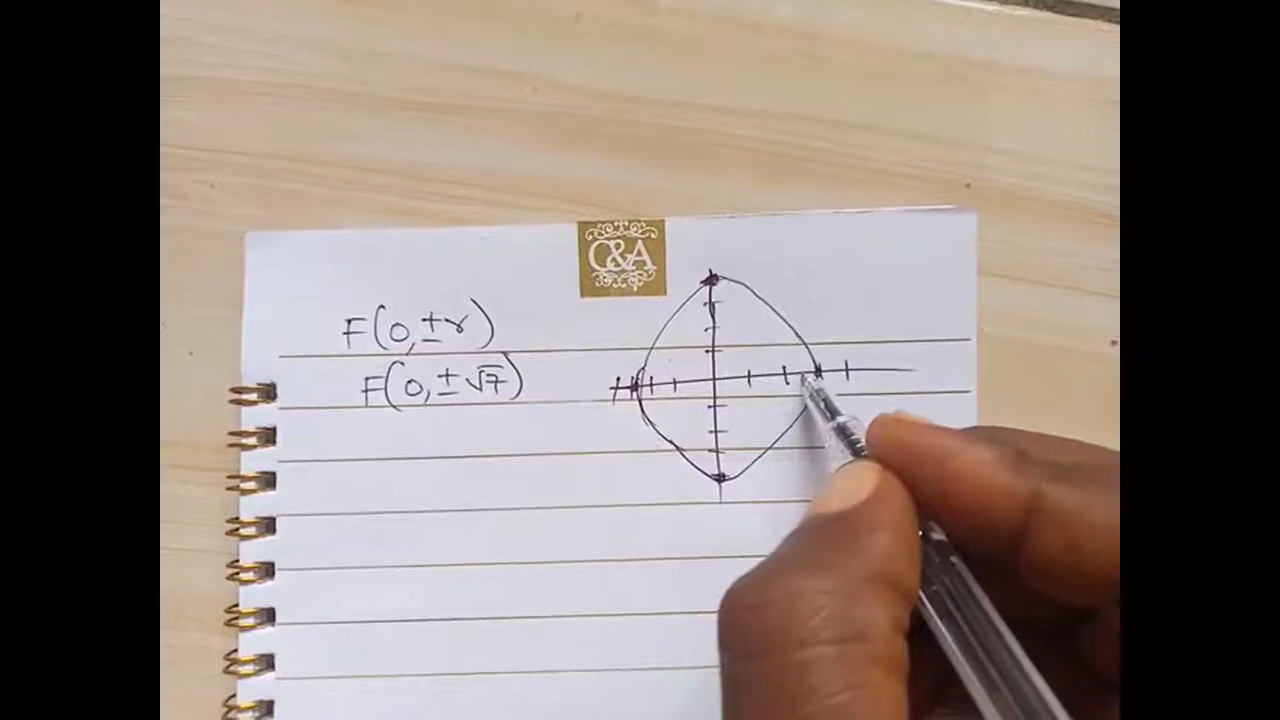 C&A
F(0, ±r)
F(0, ±√7)